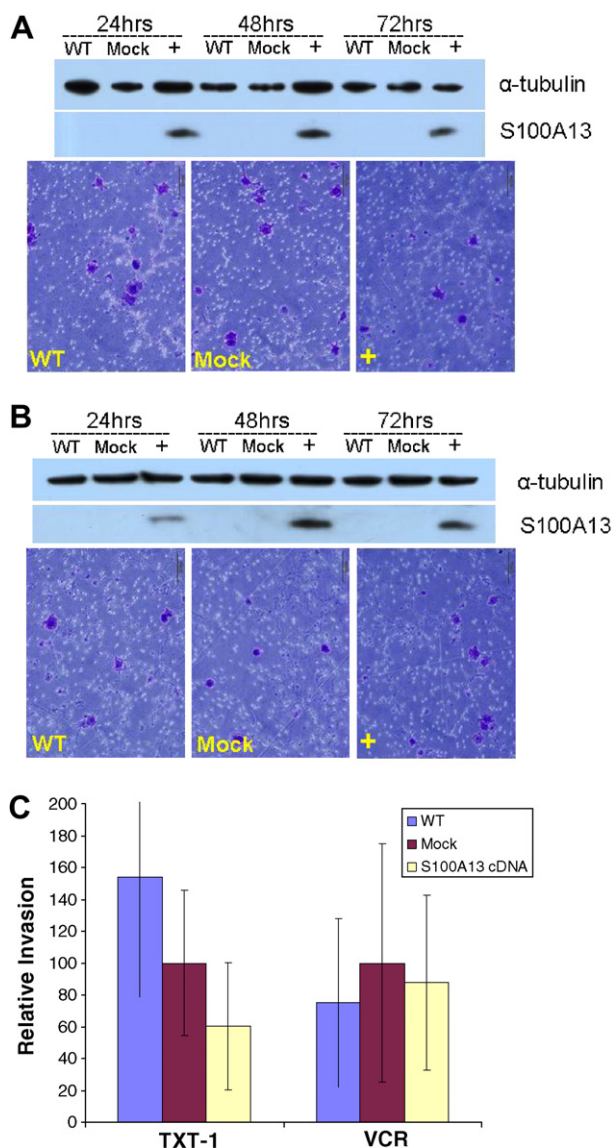 A
24hrs 48hrs 72hrs
WT Mock + WT Mock + WT Mock +
α-tubulin
S100A13
WT Mock +
B
24hrs 48hrs 72hrs
WT Mock + WT Mock + WT Mock +
α-tubulin
S100A13
WT Mock +
C
200
180
160
140
120
100
80
60
40
20
0
Relative Invasion
WT
Mock
S100A13 cDNA
TXT-1 VCR